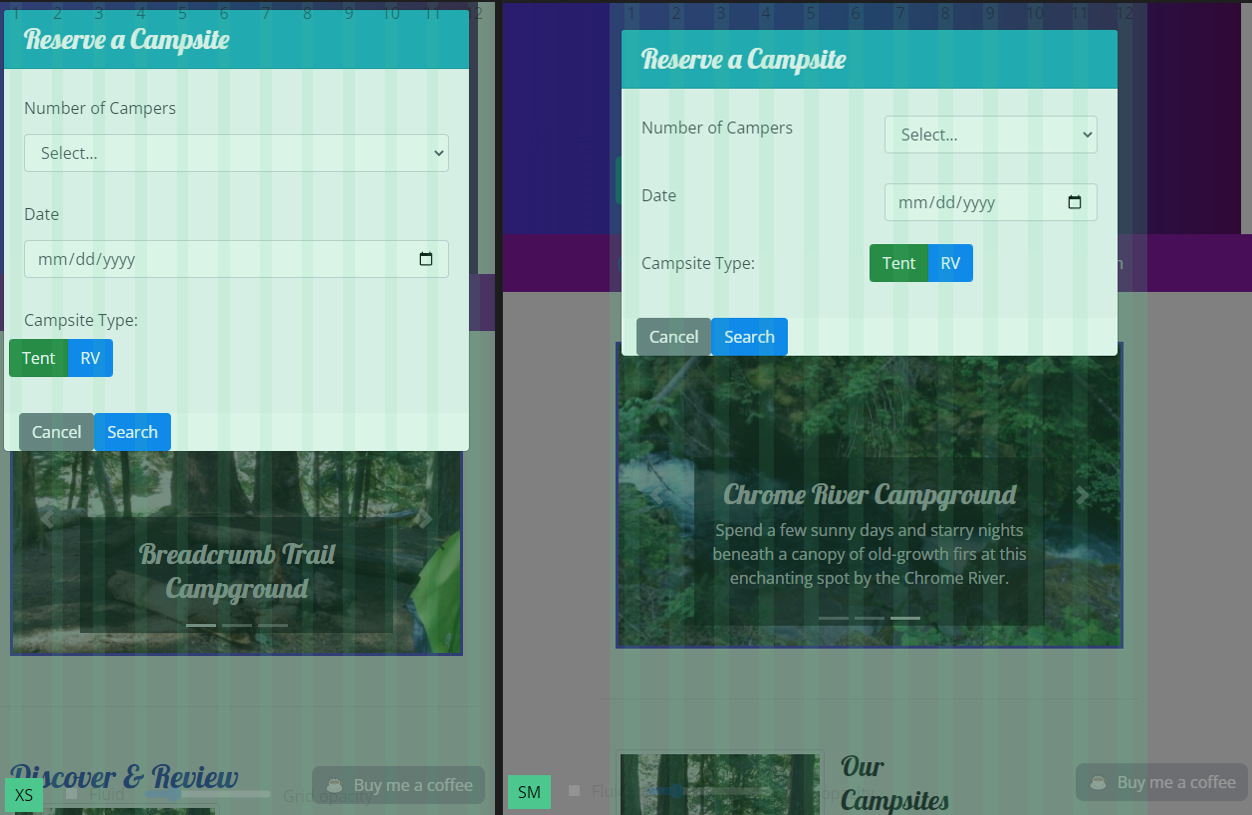 1 2 3 4 5 6 7 8 9 10 11 12
Reserve a Campsite
Number of Campers
Select...
Date
mm/dd/yyyy
Campsite Type:
Tent RV
Cancel Search
Breadcrumb Trail
Campground
Discover & Review
Fluid Grid opacity
Buy me a coffee
XS
1 2 3 4 5 6 7 8 9 10 11 12
Reserve a Campsite
Number of Campers Select...
Date mm/dd/yyyy
Campsite Type: Tent RV
Cancel Search
Chrome River Campground
Spend a few sunny days and starry nights
beneath a canopy of old-growth firs at this
enchanting spot by the Chrome River.
Our
Campsites
Buy me a coffee
SM